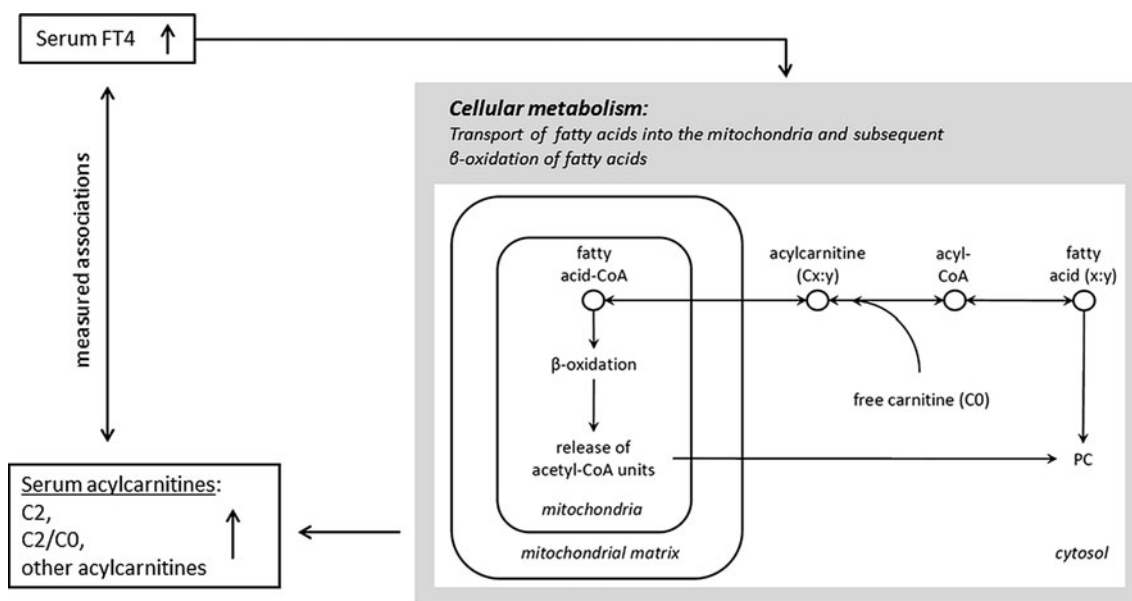 Serum FT4
Cellular metabolism:
Transport of fatty acids into the mitochondria and subsequent
β-oxidation of fatty acids
measured associations
fatty
acid-CoA
acylcarnitine
(Cx:y)
acyl-
CoA
fatty
acid (x:y)
β-oxidation
free carnitine (C0)
release of
acetyl-CoA units
PC
mitochondria
mitochondrial matrix
cytosol
Serum acylcarnitines:
C2,
C2/C0,
other acylcarnitines